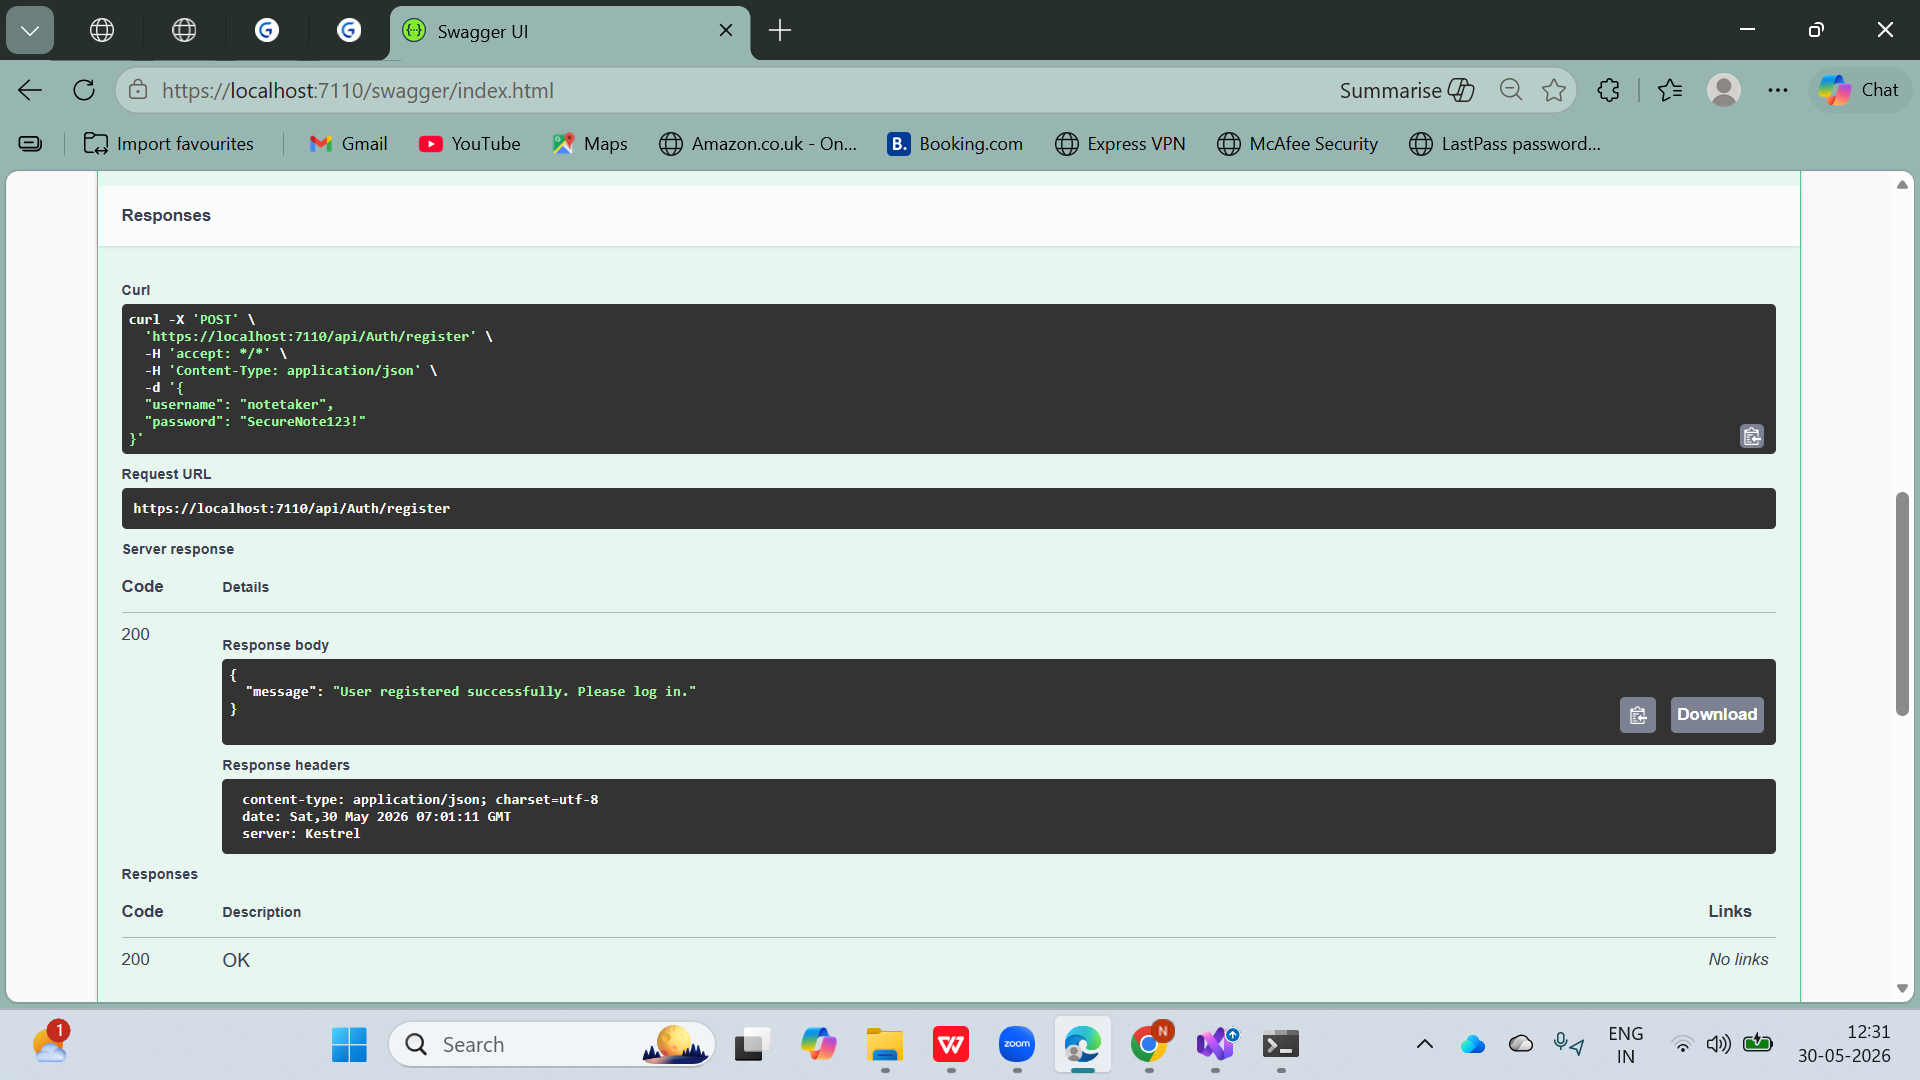 Swagger UI
https://localhost:7110/swagger/index.html
Summarise
Chat
Import favourites
Gmail
YouTube
Maps
Amazon.co.uk - On...
B.
Booking.com
Express VPN
McAfee Security
LastPass password...
Responses
Curl
curl -X 'POST' \
'https://localhost:7110/api/Auth/register' \
-H 'accept: */*' \
-H 'Content-Type: application/json' \
-d '{
"username": "notetaker",
"password": "SecureNote123!"
}'
Request URL
https://localhost:7110/api/Auth/register
Server response
Code Details
200
Response body
{
"message": "User registered successfully. Please log in."
}
Download
Response headers
content-type: application/json; charset=utf-8
date: Sat,30 May 2026 07:01:11 GMT
server: Kestrel
Responses
Code Description Links
200 OK No links
1
Search
zoom
N
ENG
IN
12:31
30-05-2026